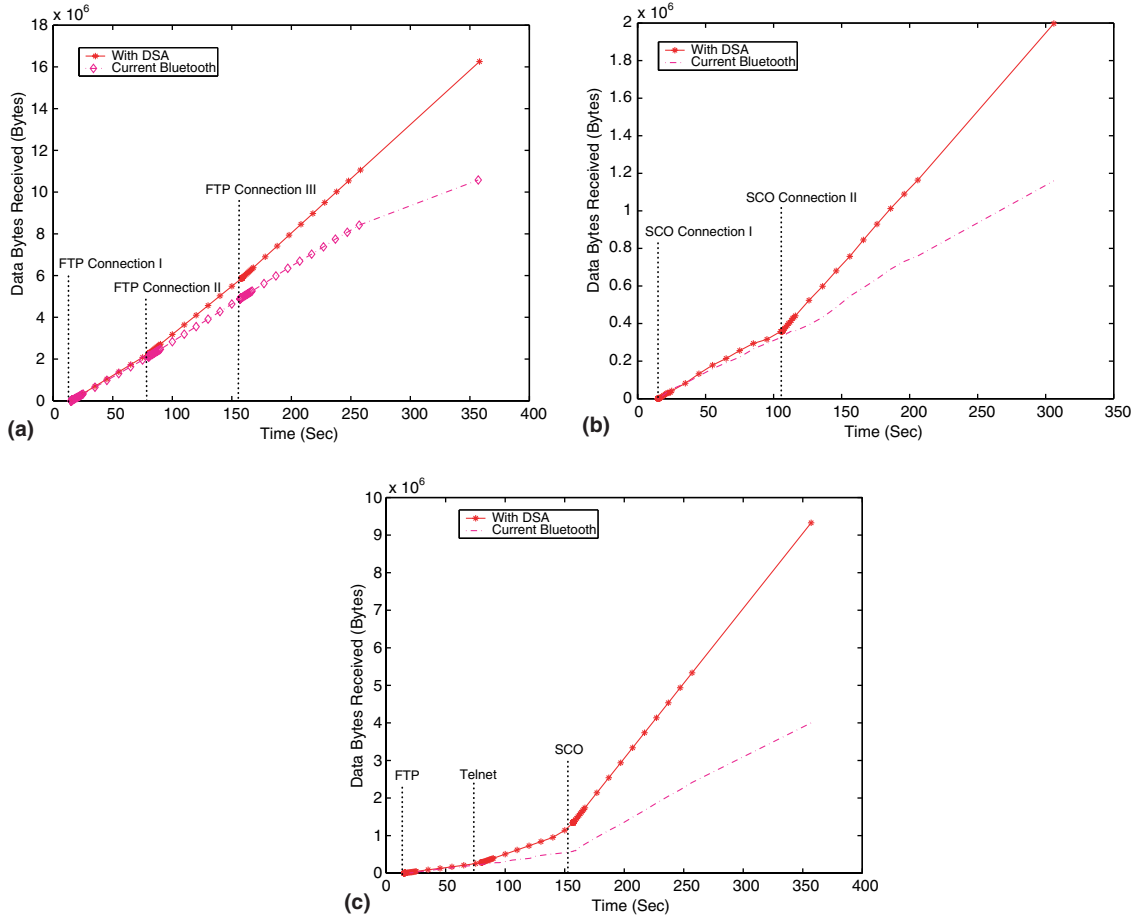 x 10^6
18
16
14
12
10
8
6
4
2
0
With DSA
Current Bluetooth
FTP Connection I
FTP Connection II
FTP Connection III
Data Bytes Received (Bytes)
0 50 100 150 200 250 300 350 400
Time (Sec)
(a)
x 10^6
2
1.8
1.6
1.4
1.2
1
0.8
0.6
0.4
0.2
0
With DSA
Current Bluetooth
SCO Connection I
SCO Connection II
Data Bytes Received (Bytes)
0 50 100 150 200 250 300 350
Time (Sec)
(b)
x 10^6
10
9
8
7
6
5
4
3
2
1
0
With DSA
Current Bluetooth
FTP
Telnet
SCO
Data Bytes Received (Bytes)
0 50 100 150 200 250 300 350 400
Time (Sec)
(c)